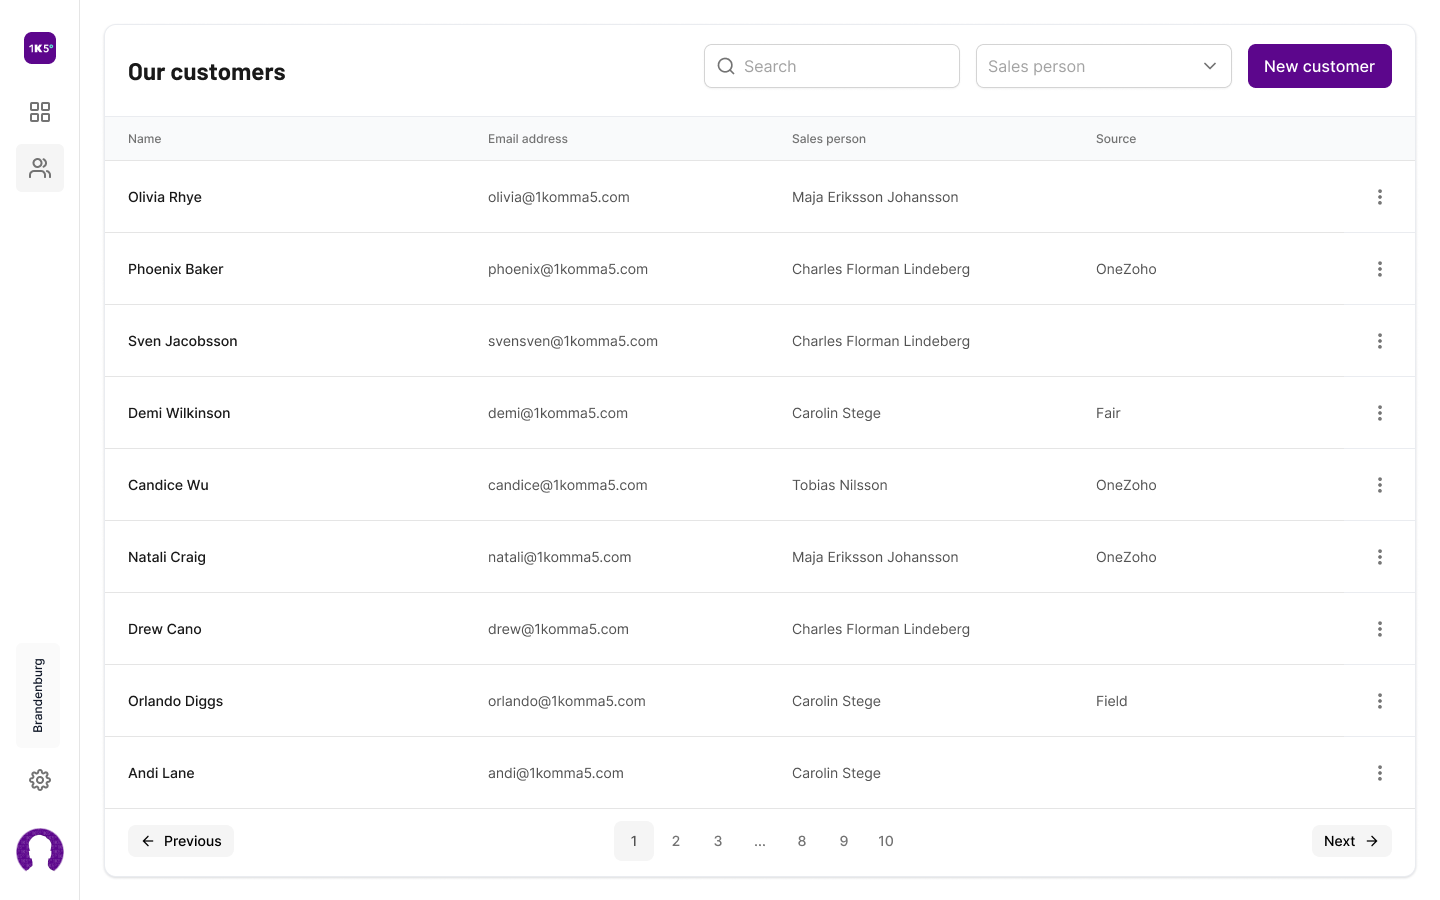 1K5°
Our customers
Search
Sales person
New customer
Name Email address Sales person Source
Olivia Rhye olivia@1komma5.com Maja Eriksson Johansson
Phoenix Baker phoenix@1komma5.com Charles Florman Lindeberg OneZoho
Sven Jacobsson svensven@1komma5.com Charles Florman Lindeberg
Demi Wilkinson demi@1komma5.com Carolin Stege Fair
Candice Wu candice@1komma5.com Tobias Nilsson OneZoho
Natali Craig natali@1komma5.com Maja Eriksson Johansson OneZoho
Drew Cano drew@1komma5.com Charles Florman Lindeberg
Orlando Diggs orlando@1komma5.com Carolin Stege Field
Andi Lane andi@1komma5.com Carolin Stege
Brandenburg
Previous 1 2 3 ... 8 9 10 Next